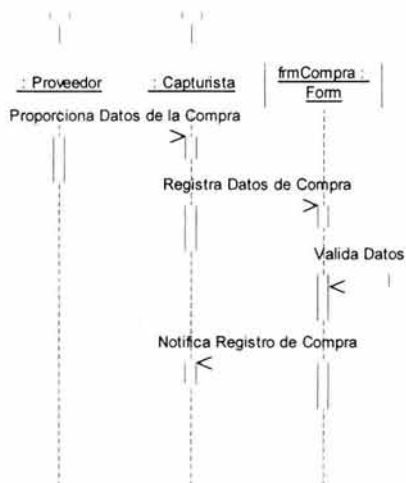 : Proveedor
: Capturista
frmCompra :
Form
Proporciona Datos de la Compra
Registra Datos de Compra
Valida Datos
Notifica Registro de Compra